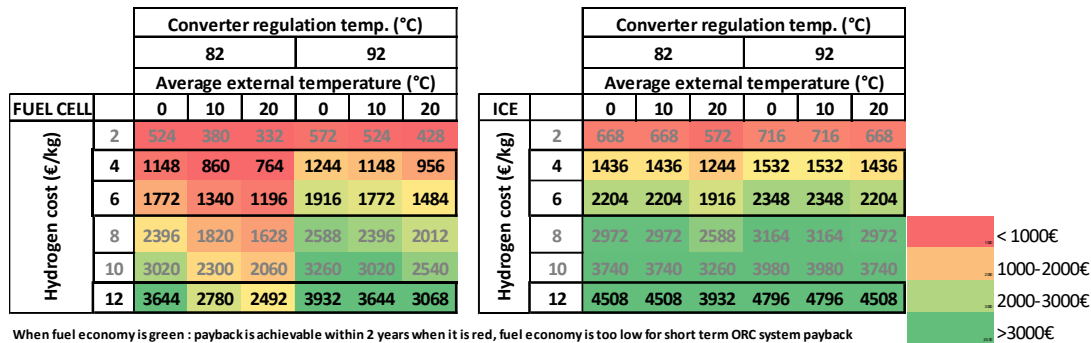 Converter regulation temp. (°C) Converter regulation temp. (°C)
82 92 82 92
Average external temperature (°C) Average external temperature (°C)
FUEL CELL 0 10 20 0 10 20 ICE 0 10 20 0 10 20
Hydrogen cost (€/kg) Hydrogen cost (€/kg)
2 524 380 332 572 524 428 2 668 668 572 716 716 668
4 1148 860 764 1244 1148 956 4 1436 1436 1244 1532 1532 1436
6 1772 1340 1196 1916 1772 1484 6 2204 2204 1916 2348 2348 2204
8 2396 1820 1628 2588 2396 2012 8 2972 2972 2588 3164 3164 2972 < 1000€
10 3020 2300 2060 3260 3020 2540 10 3740 3740 3260 3980 3980 3740 1000-2000€
12 3644 2780 2492 3932 3644 3068 12 4508 4508 3932 4796 4796 4508 2000-3000€
When fuel economy is green : payback is achievable within 2 years when it is red, fuel economy is too low for short term ORC system payback >3000€